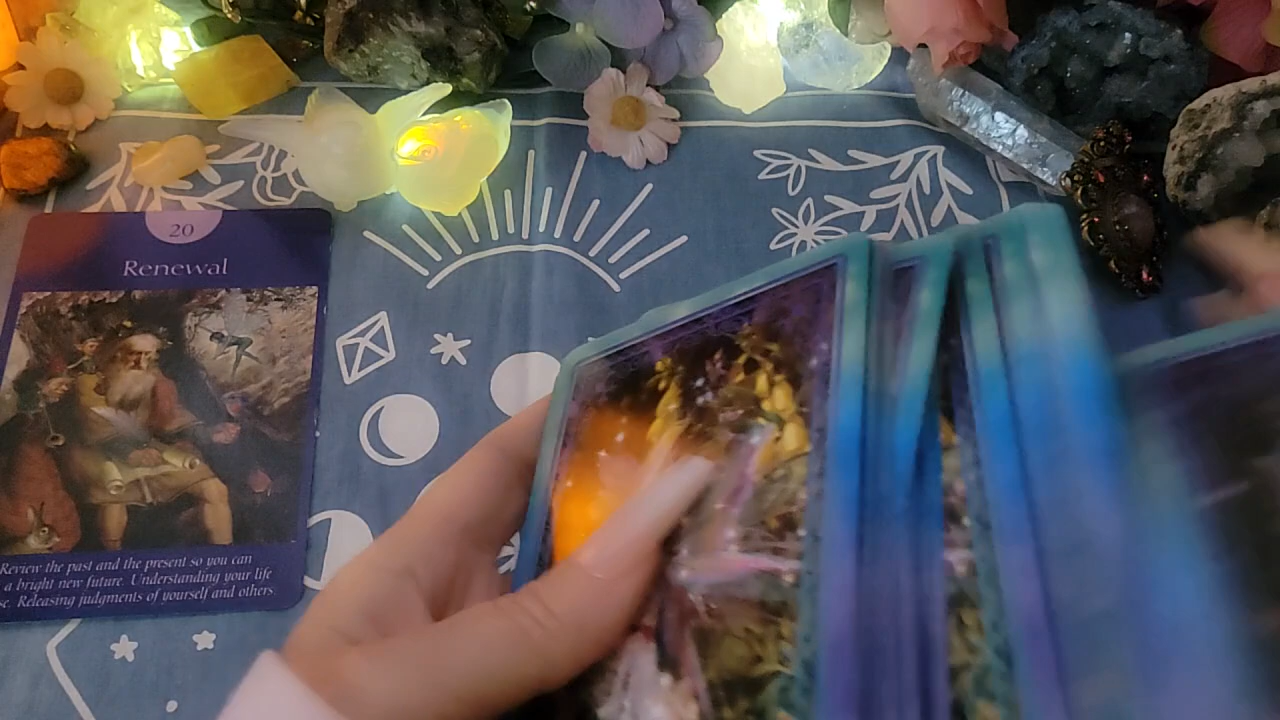 20
Renewal
Review the past and the present so you can
a bright new future. Understanding your life
Releasing judgments of yourself and others.